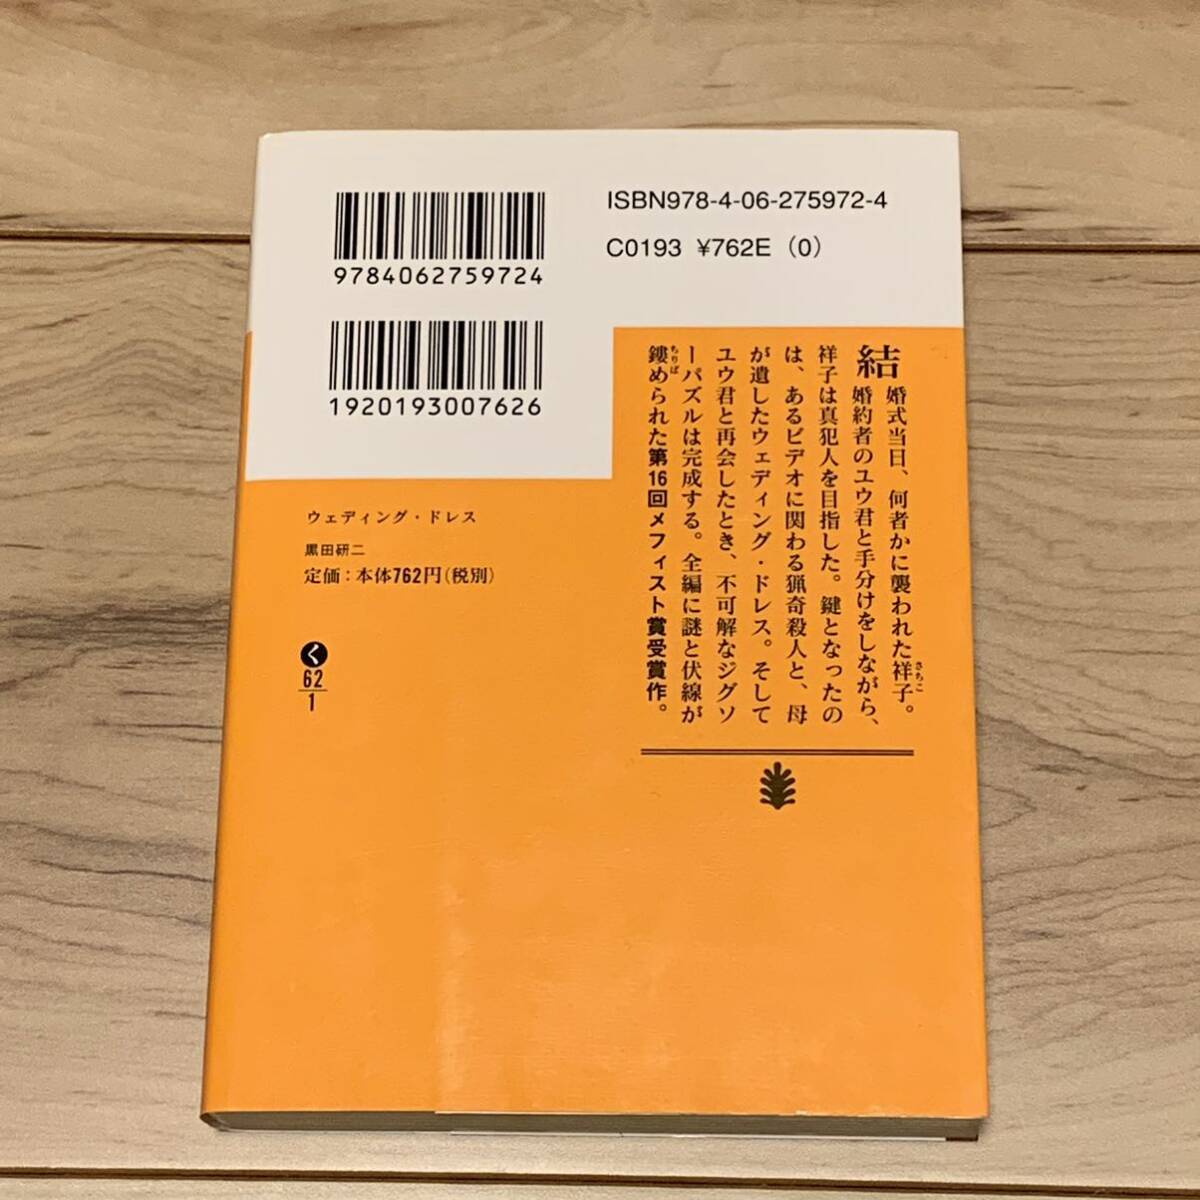 9784062759724
ISBN978-4-06-275972-4
C0193 ¥762E (0)
1920193007626
結婚式当日、何者かに襲われた祥子。
さちこ
婚約者のユウ君と手分けをしながら、
祥子は真犯人を目指した。鍵となったの
は、あるビデオに関わる猟奇殺人と、母
が遺したウェディング・ドレス。そして
ユウ君と再会したとき、不可解なジグソ
ーパズルは完成する。全編に謎と伏線が
ちりば
鏤められた第16回メフィスト賞受賞作。
ウェディング・ドレス
黒田研二
定価：本体762円(税別)
く
62
1